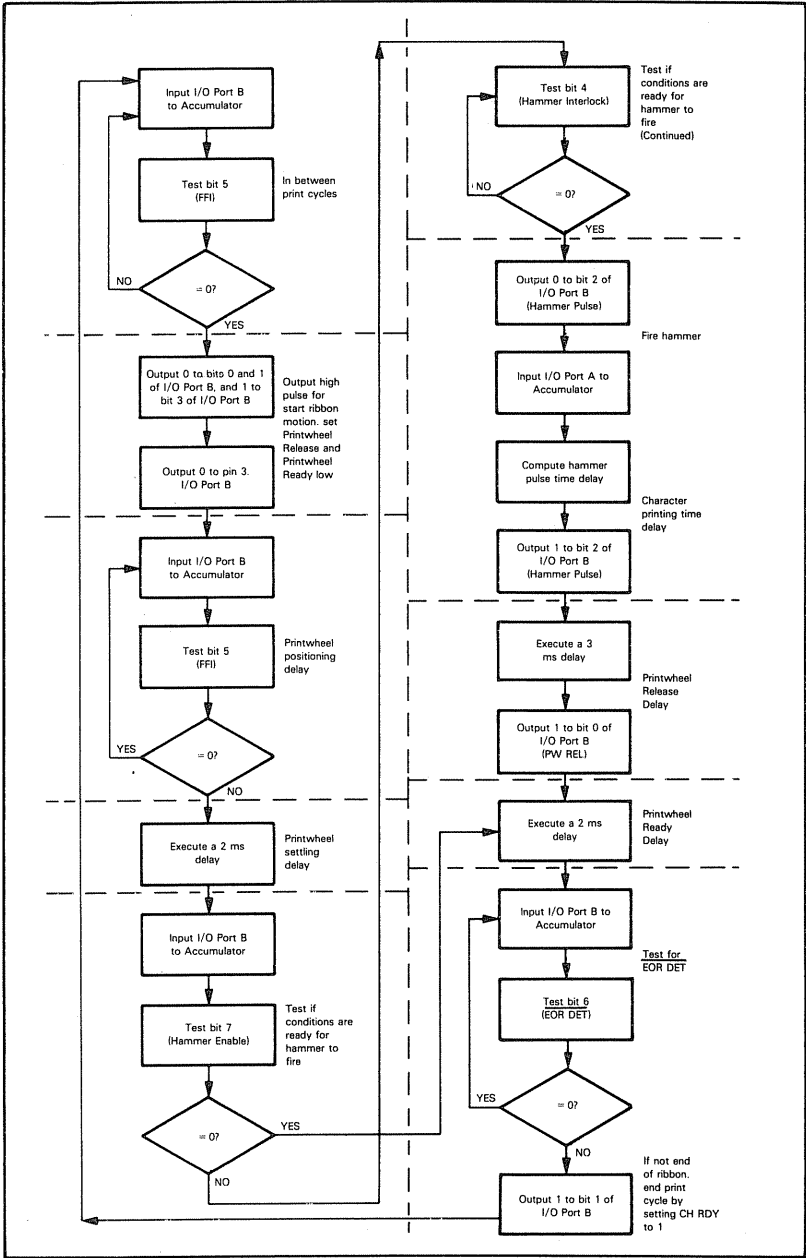 Input I/O Port B
to Accumulator
Test bit 5
(FFI)
In between
print cycles
NO
= 0?
YES
Output 0 to bits 0 and 1
of I/O Port B, and 1 to
bit 3 of I/O Port B
Output high
pulse for
start ribbon
motion. set
Printwheel
Release and
Printwheel
Ready low
Output 0 to pin 3.
I/O Port B
Input I/O Port B
to Accumulator
Test bit 5
(FFI)
Printwheel
positioning
delay
YES
= 0?
NO
Execute a 2 ms
delay
Printwheel
settling
delay
Input I/O Port B
to Accumulator
Test bit 7
(Hammer Enable)
Test if
conditions are
ready for
hammer to
fire
= 0?
YES
NO
Test bit 4
(Hammer Interlock)
Test if
conditions are
ready for
hammer to
fire
(Continued)
NO
= 0?
YES
Output 0 to bit 2 of
I/O Port B
(Hammer Pulse)
Fire hammer
Input I/O Port A to
Accumulator
Compute hammer
pulse time delay
Character
printing time
delay
Output 1 to bit 2 of
I/O Port B
(Hammer Pulse)
Execute a 3
ms delay
Printwheel
Release
Delay
Output 1 to bit 0 of
I/O Port B
(PW REL)
Execute a 2 ms
delay
Printwheel
Ready
Delay
Input I/O Port B to
Accumulator
Test for
EOR DET
Test bit 6
(EOR DET)
YES
= 0?
NO
Output 1 to bit 1 of
I/O Port B
If not end
of ribbon.
end print
cycle by
setting CH RDY
to 1